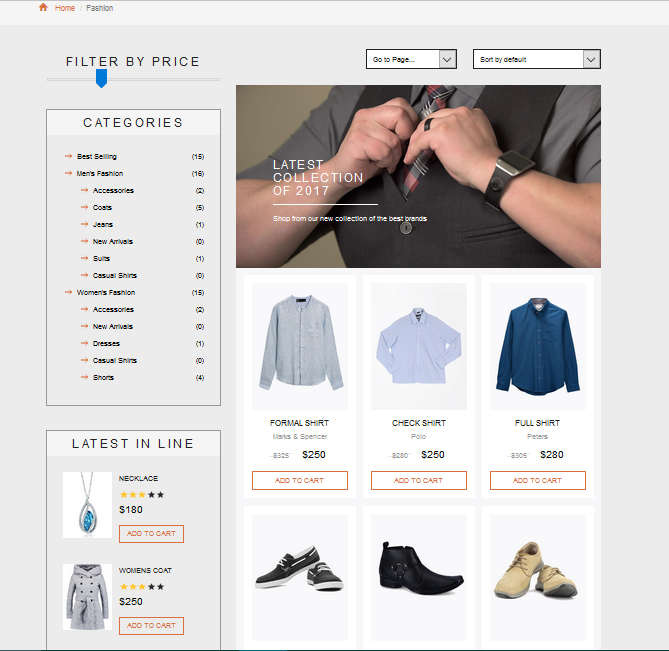 Home / Fashion
FILTER BY PRICE
Go to Page...
Sort by default
CATEGORIES
Best Selling (15)
Men's Fashion (16)
Accessories (2)
Coats (5)
Jeans (1)
New Arrivals (0)
Suits (1)
Casual Shirts (0)
Women's Fashion (15)
Accessories (2)
New Arrivals (0)
Dresses (1)
Casual Shirts (0)
Shorts (4)
LATEST IN LINE
NECKLACE
$180
ADD TO CART
WOMENS COAT
$250
ADD TO CART
LATEST
COLLECTION
OF 2017
Shop from our new collection of the best brands
FORMAL SHIRT
Marks & Spencer
$325 $250
ADD TO CART
CHECK SHIRT
Polo
$280 $250
ADD TO CART
FULL SHIRT
Peters
$305 $280
ADD TO CART